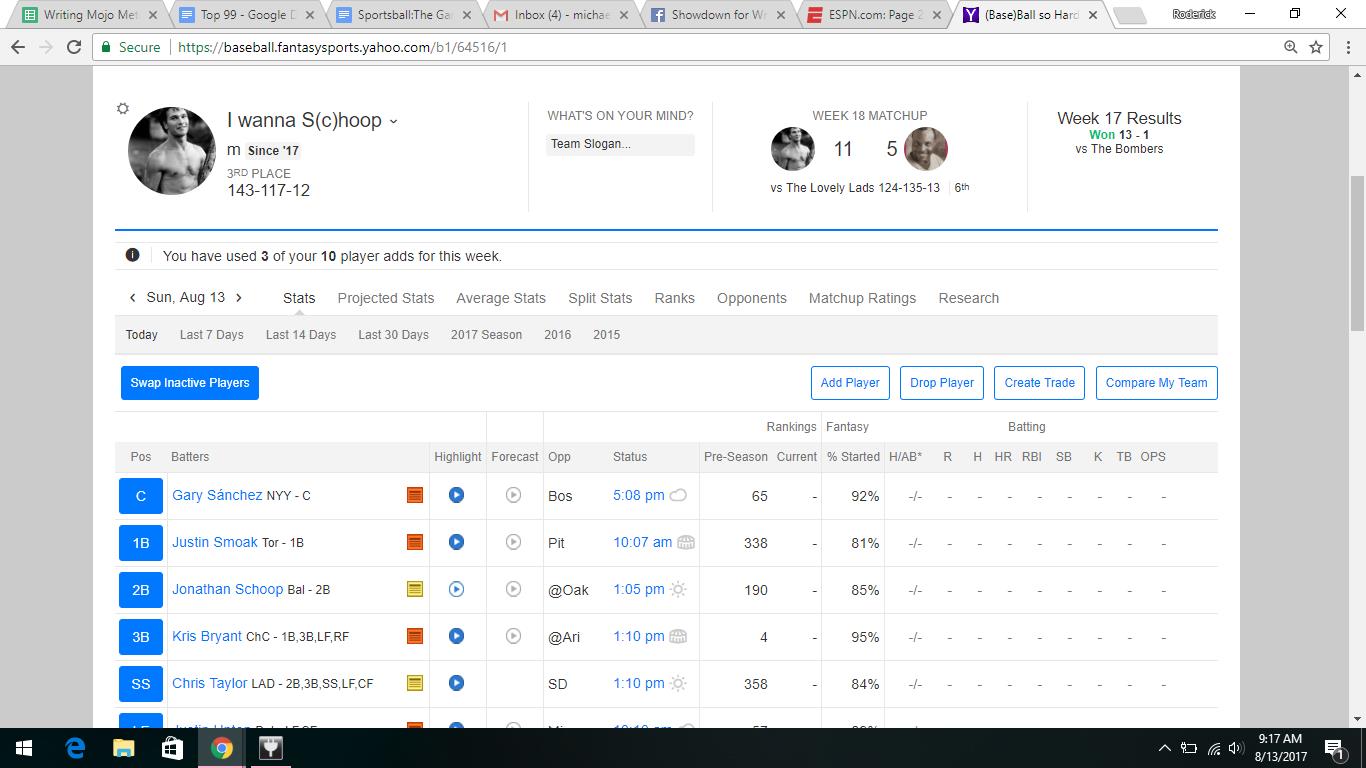 Writing Mojo Met
Top 99 - Google D
Sportsball:The Gar
Inbox (4) - michae
Showdown for Wr
ESPN.com: Page 2
(Base)Ball so Hard
Roderick
Secure https://baseball.fantasysports.yahoo.com/b1/64516/1
I wanna S(c)hoop
m Since '17
3RD PLACE
143-117-12
WHAT'S ON YOUR MIND?
Team Slogan...
WEEK 18 MATCHUP
11 5
vs The Lovely Lads 124-135-13 6th
Week 17 Results
Won 13 - 1
vs The Bombers
You have used 3 of your 10 player adds for this week.
Sun, Aug 13 Stats Projected Stats Average Stats Split Stats Ranks Opponents Matchup Ratings Research
Today Last 7 Days Last 14 Days Last 30 Days 2017 Season 2016 2015
Swap Inactive Players Add Player Drop Player Create Trade Compare My Team
Rankings Fantasy Batting
Pos Batters Highlight Forecast Opp Status Pre-Season Current % Started H/AB* R H HR RBI SB K TB OPS
C Gary Sánchez NYY - C Bos 5:08 pm 65 - 92% -/- - - - - - - - -
1B Justin Smoak Tor - 1B Pit 10:07 am 338 - 81% -/- - - - - - - - -
2B Jonathan Schoop Bal - 2B @Oak 1:05 pm 190 - 85% -/- - - - - - - - -
3B Kris Bryant ChC - 1B,3B,LF,RF @Ari 1:10 pm 4 - 95% -/- - - - - - - - -
SS Chris Taylor LAD - 2B,3B,SS,LF,CF SD 1:10 pm 358 - 84% -/- - - - - - - - -
9:17 AM
8/13/2017
1